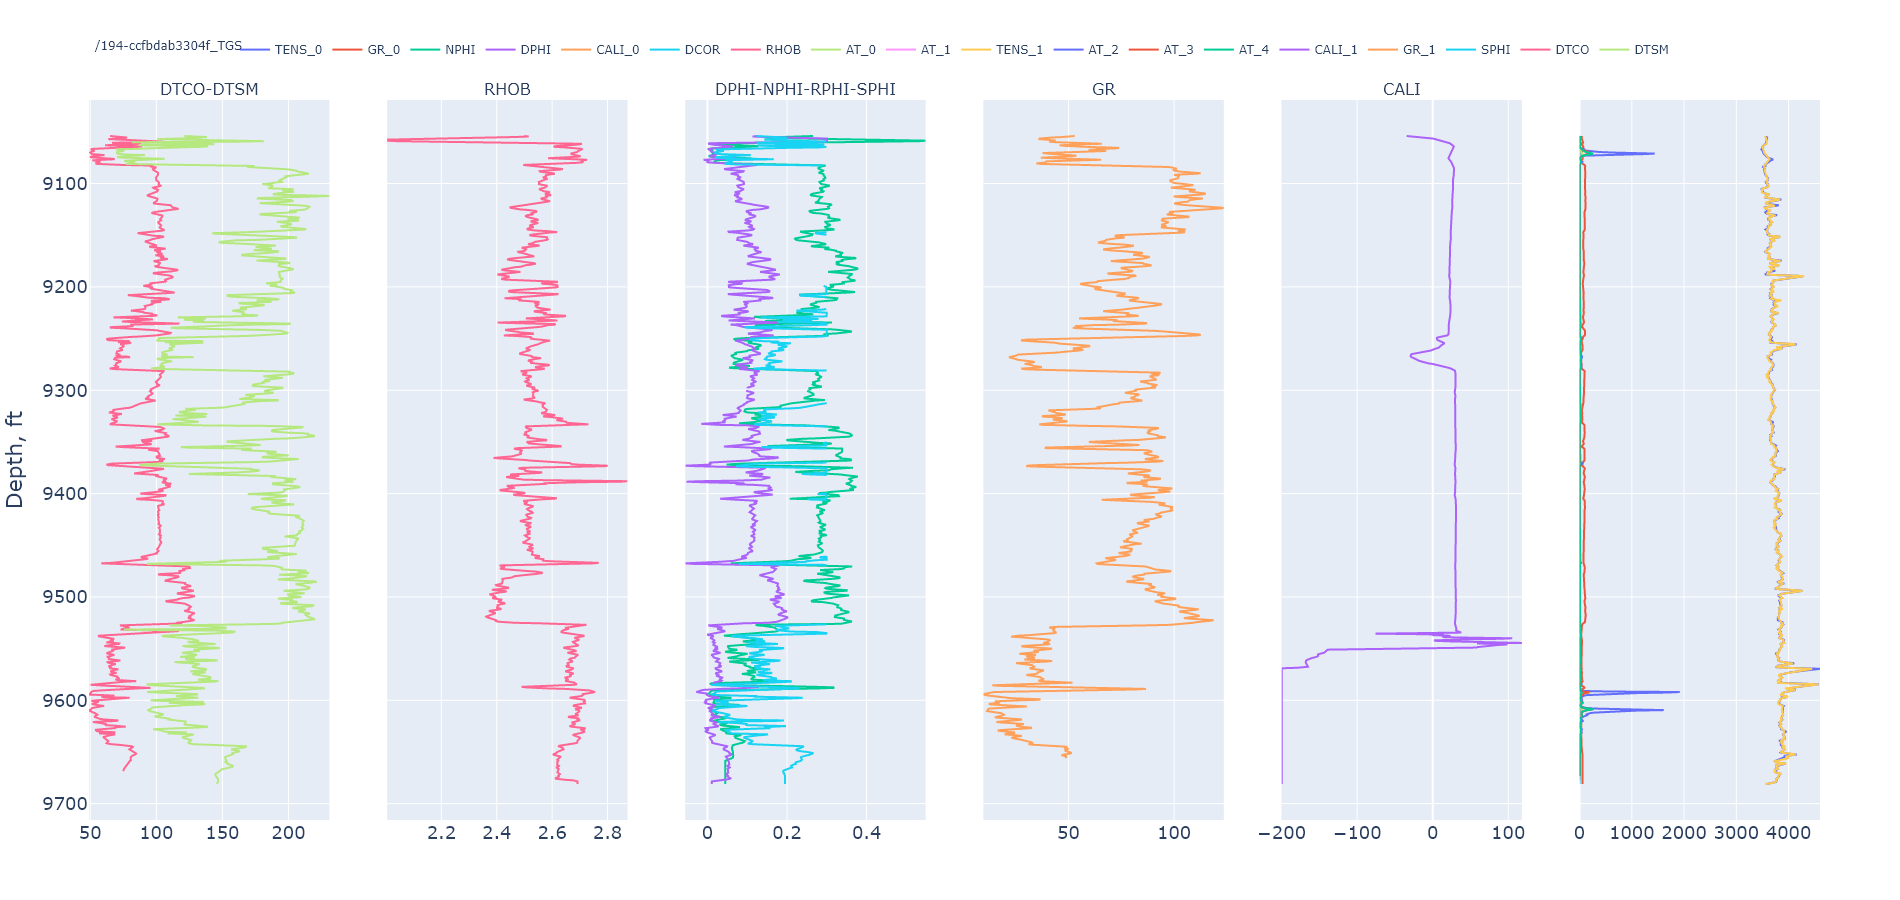 /194-ccfbdab3304f_TGS TENS_0 GR_0 NPHI DPHI CALI_0 DCOR RHOB AT_0 AT_1 TENS_1 AT_2 AT_3 AT_4 CALI_1 GR_1 SPHI DTCO DTSM
DTCO-DTSM RHOB DPHI-NPHI-RPHI-SPHI GR CALI
Depth, ft
9100
9200
9300
9400
9500
9600
9700
50 100 150 200 2.2 2.4 2.6 2.8 0 0.2 0.4 50 100 −200 −100 0 100 0 1000 2000 3000 4000